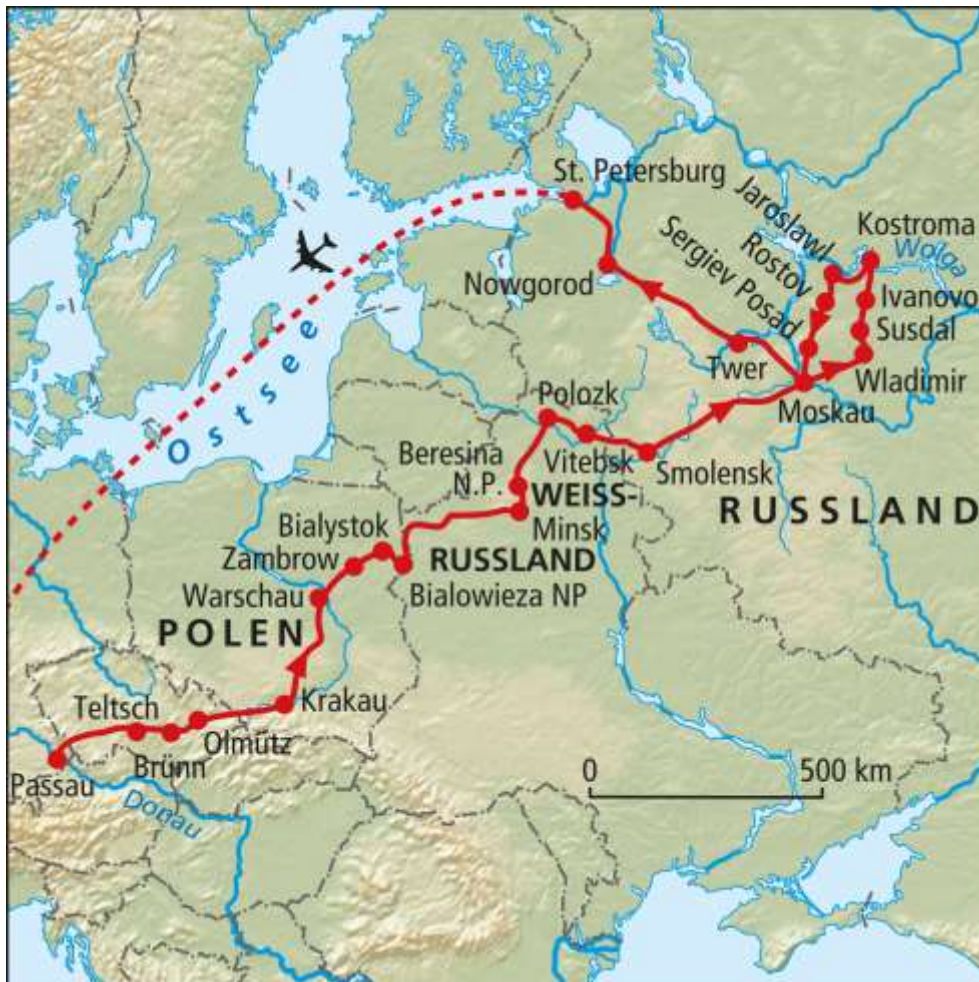 St. Petersburg
Jaroslawl
Kostroma
Rostov
Wolga
Sergiev Posad
Nowgorod
Ivanovo
Susdal
Ostsee
Twer
Wladimir
Moskau
Polozk
Beresina
N.P.
Vitebsk
Smolensk
WEISS-
RUSSLAND
RUSSLAND
Minsk
Bialystok
Zambrow
Bialowieza NP
Warschau
POLEN
Krakau
Teltsch
Olmütz
Brünn
Passau
Donau
0 500 km